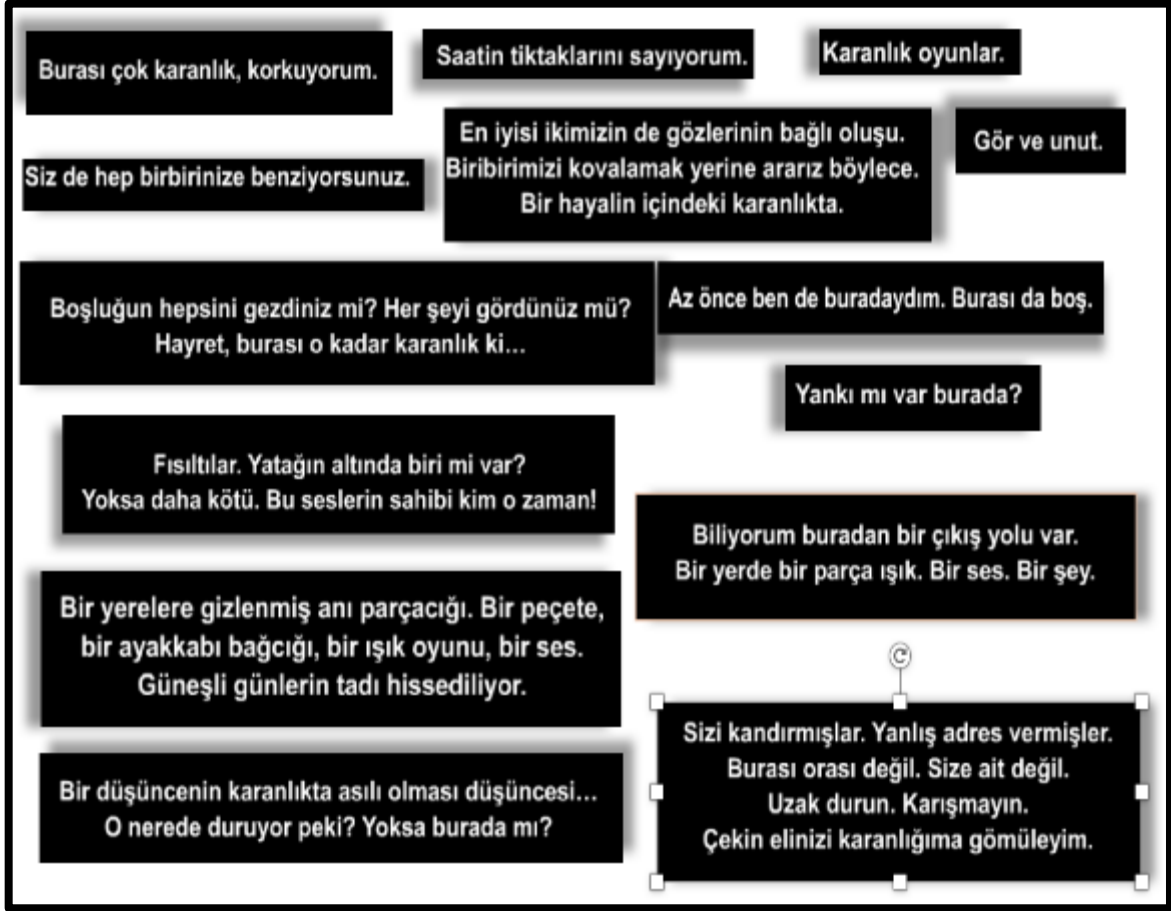 Burası çok karanlık, korkuyorum.
Saatin tiktaklarını sayıyorum.
Karanlık oyunlar.
Siz de hep birbirinize benziyorsunuz.
En iyisi ikimizin de gözlerinin bağlı oluşu.
Biribirimizi kovalamak yerine ararız böylece.
Bir hayalin içindeki karanlıkta.
Gör ve unut.
Boşluğun hepsini gezdiniz mi? Her şeyi gördünüz mü?
Hayret, burası o kadar karanlık ki…
Az önce ben de buradaydım. Burası da boş.
Yankı mı var burada?
Fısıltılar. Yatağın altında biri mi var?
Yoksa daha kötü. Bu seslerin sahibi kim o zaman!
Biliyorum buradan bir çıkış yolu var.
Bir yerde bir parça ışık. Bir ses. Bir şey.
Bir yerelere gizlenmiş anı parçacığı. Bir peçete,
bir ayakkabı bağcığı, bir ışık oyunu, bir ses.
Güneşli günlerin tadı hissediliyor.
Sizi kandırmışlar. Yanlış adres vermişler.
Burası orası değil. Size ait değil.
Uzak durun. Karışmayın.
Çekin elinizi karanlığıma gömüleyim.
Bir düşüncenin karanlıkta asılı olması düşüncesi…
O nerede duruyor peki? Yoksa burada mı?